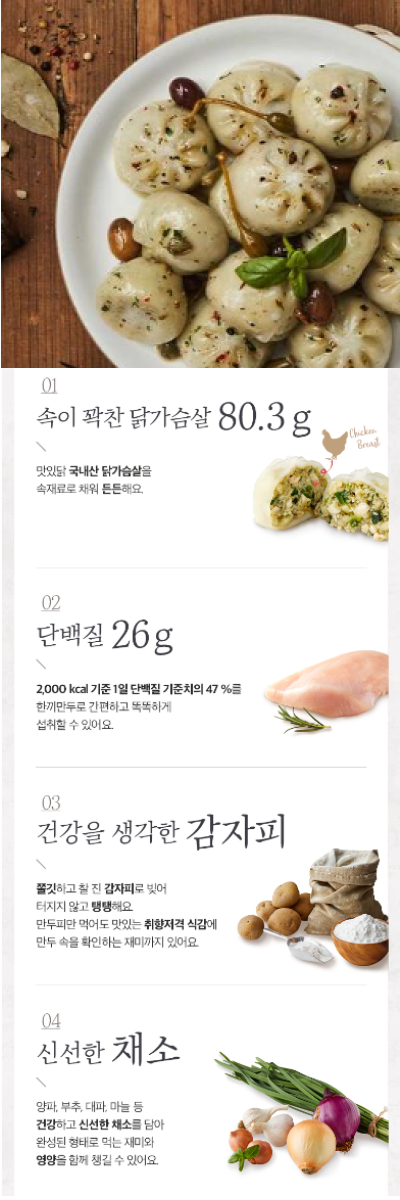 01
속이 꽉찬 닭가슴살 80.3 g
Chicken
Breast
맛있닭 국내산 닭가슴살을
속재료로 채워 든든해요.
02
단백질 26 g
2,000 kcal 기준 1일 단백질 기준치의 47 %를
한끼만두로 간편하고 똑똑하게
섭취할 수 있어요.
03
건강을 생각한 감자피
쫄깃하고 찰 진 감자피로 빚어
터지지 않고 탱탱해요.
만두피만 먹어도 맛있는 취향저격 식감에
만두 속을 확인하는 재미까지 있어요.
04
신선한 채소
양파, 부추, 대파, 마늘 등
건강하고 신선한 채소를 담아
완성된 형태로 먹는 재미와
영양을 함께 챙길 수 있어요.